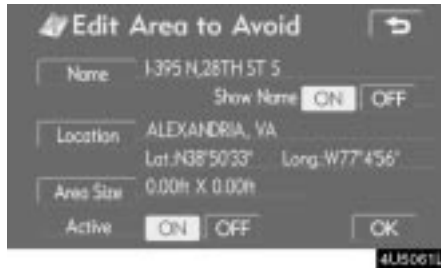 Edit Area to Avoid
Name I-395 N,28TH ST S
Show Name ON OFF
Location ALEXANDRIA, VA
Lat:N38°50'33" Long:W77°4'56"
Area Size 0.00ft X 0.00ft
Active ON OFF OK
4U5061L